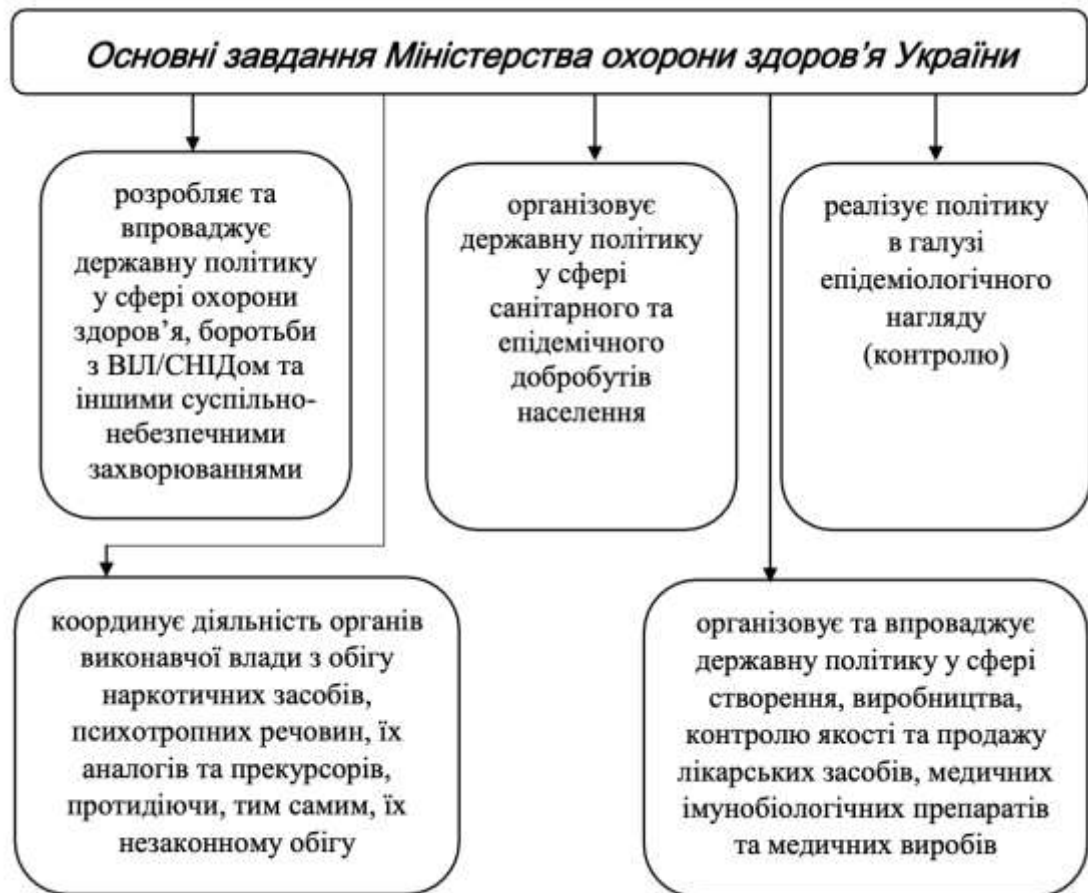 Основні завдання Міністерства охорони здоров’я України
розробляє та
впроваджує
державну політику
у сфері охорони
здоров’я, боротьби
з ВІЛ/СНІДом та
іншими суспільно-
небезпечними
захворюваннями
організовує
державну політику
у сфері
санітарного та
епідемічного
добробутів
населення
реалізує політику
в галузі
епідеміологічного
нагляду
(контролю)
координує діяльність органів
виконавчої влади з обігу
наркотичних засобів,
психотропних речовин, їх
аналогів та прекурсорів,
протидіючи, тим самим, їх
незаконному обігу
організовує та впроваджує
державну політику у сфері
створення, виробництва,
контролю якості та продажу
лікарських засобів, медичних
імунобіологічних препаратів
та медичних виробів